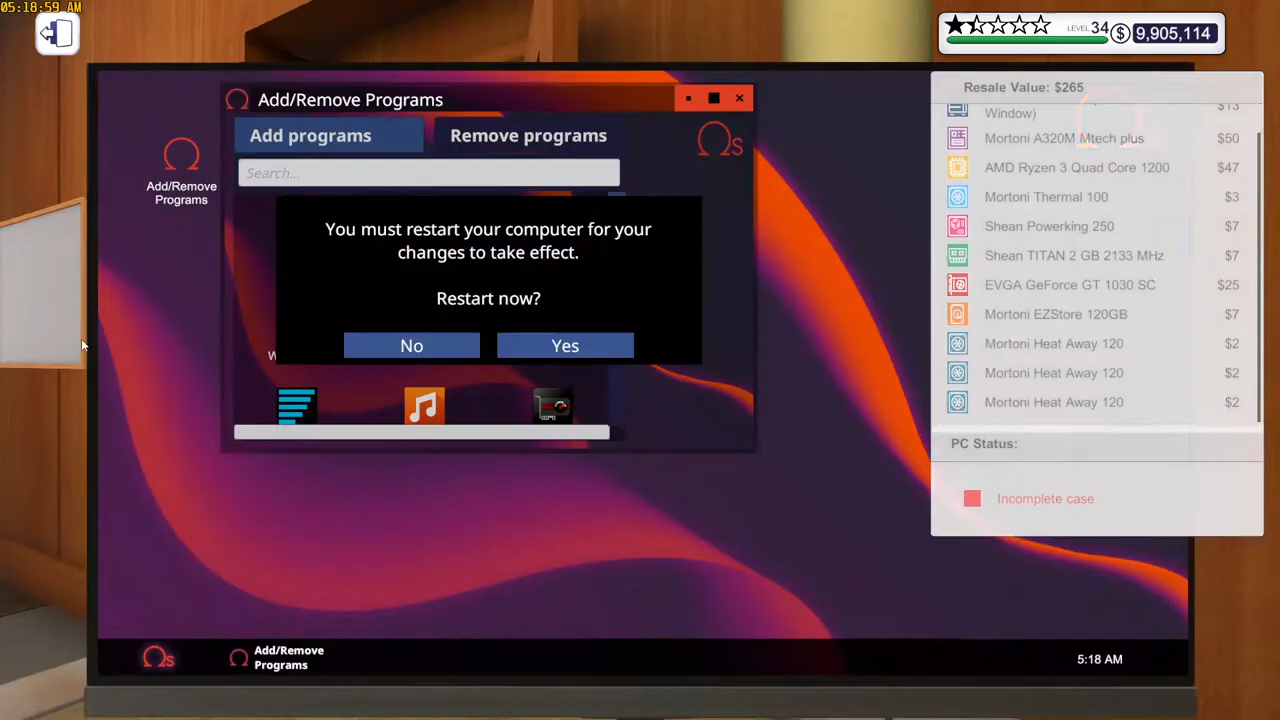 05:18:59 AM
LEVEL 34
$ 9,905,114
Resale Value: $265
Window) $13
Mortoni A320M Mtech plus $50
AMD Ryzen 3 Quad Core 1200 $47
Mortoni Thermal 100 $3
Shean Powerking 250 $7
Shean TITAN 2 GB 2133 MHz $7
EVGA GeForce GT 1030 SC $25
Mortoni EZStore 120GB $7
Mortoni Heat Away 120 $2
Mortoni Heat Away 120 $2
Mortoni Heat Away 120 $2
PC Status:
Incomplete case
Add/Remove
Programs
Add/Remove Programs
Add programs Remove programs
Ωs
Search...
You must restart your computer for your
changes to take effect.
Restart now?
No Yes
W
Ωs
Add/Remove
Programs
5:18 AM